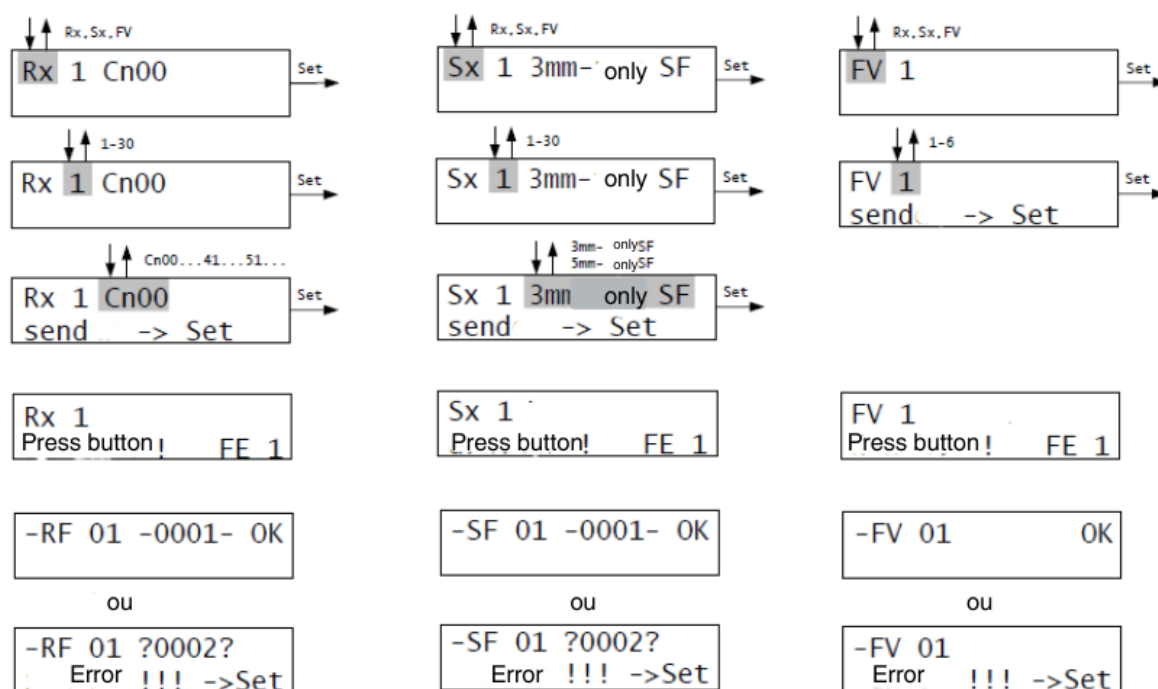 Rx,Sx,FV
Rx 1 Cn00
Set
1-30
Rx 1 Cn00
Set
Cn00...41...51...
Rx 1 Cn00
send -> Set
Set
Rx 1
Press button! FE 1
-RF 01 -0001- OK
ou
-RF 01 ?0002?
Error !!! ->Set
Rx,Sx,FV
Sx 1 3mm- only SF
Set
1-30
Sx 1 3mm- only SF
Set
3mm- onlySF
5mm- onlySF
Sx 1 3mm only SF
send -> Set
Set
Sx 1
Press button! FE 1
-SF 01 -0001- OK
ou
-SF 01 ?0002?
Error !!! ->Set
Rx,Sx,FV
FV 1
Set
1-6
FV 1
send -> Set
Set
FV 1
Press button! FE 1
-FV 01 OK
ou
-FV 01
Error !!! ->Set